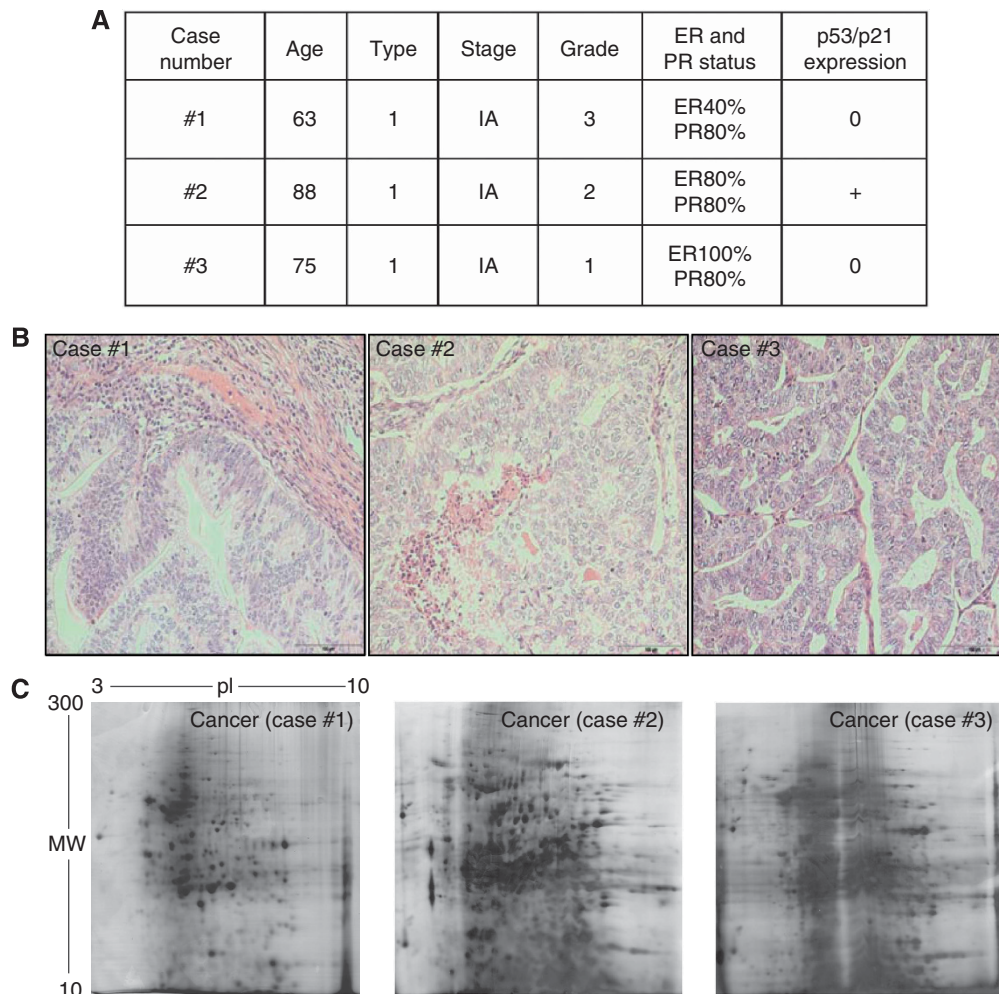 A
Case number
Age
Type
Stage
Grade
ER and PR status
p53/p21 expression
#1
63
1
IA
3
ER40%
PR80%
0
#2
88
1
IA
2
ER80%
PR80%
+
#3
75
1
IA
1
ER100%
PR80%
0
B
Case #1
Case #2
Case #3
C
3
pI
10
300
MW
10
Cancer (case #1)
Cancer (case #2)
Cancer (case #3)